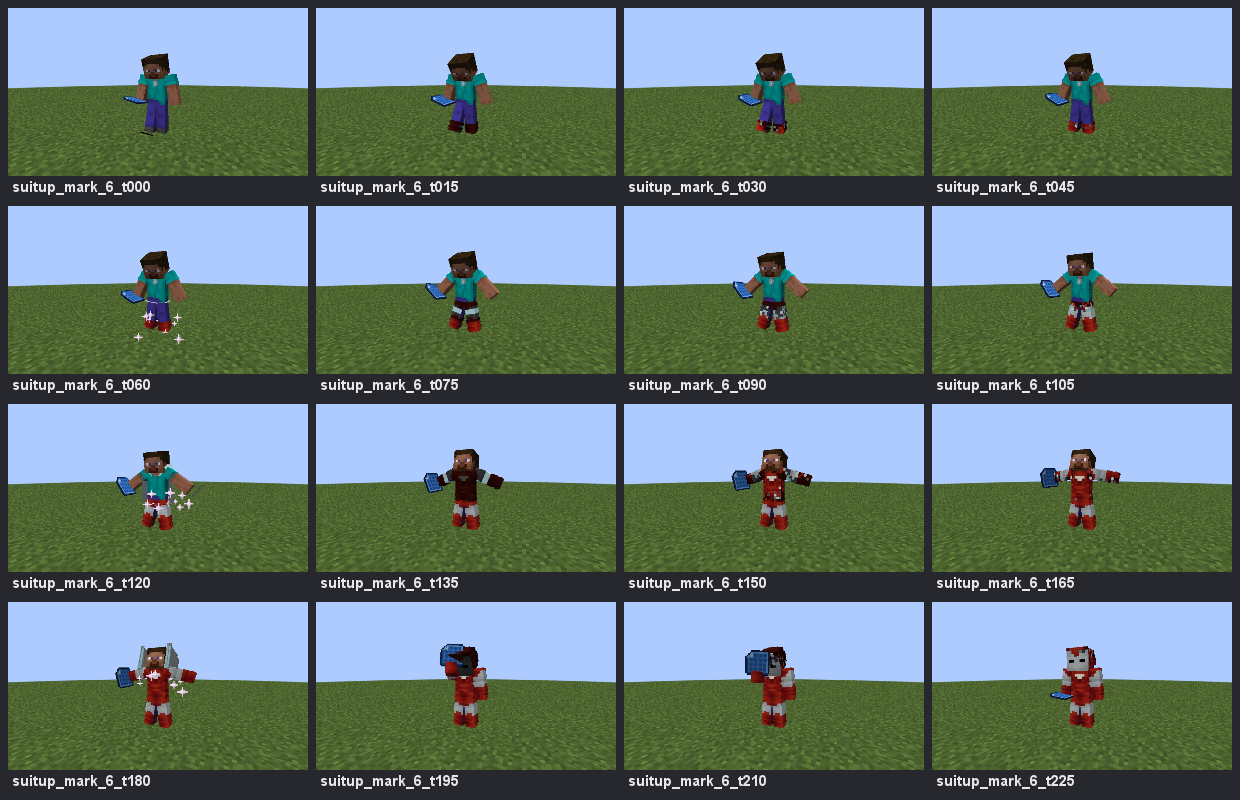 suitup_mark_6_t000
suitup_mark_6_t015
suitup_mark_6_t030
suitup_mark_6_t045
suitup_mark_6_t060
suitup_mark_6_t075
suitup_mark_6_t090
suitup_mark_6_t105
suitup_mark_6_t120
suitup_mark_6_t135
suitup_mark_6_t150
suitup_mark_6_t165
suitup_mark_6_t180
suitup_mark_6_t195
suitup_mark_6_t210
suitup_mark_6_t225